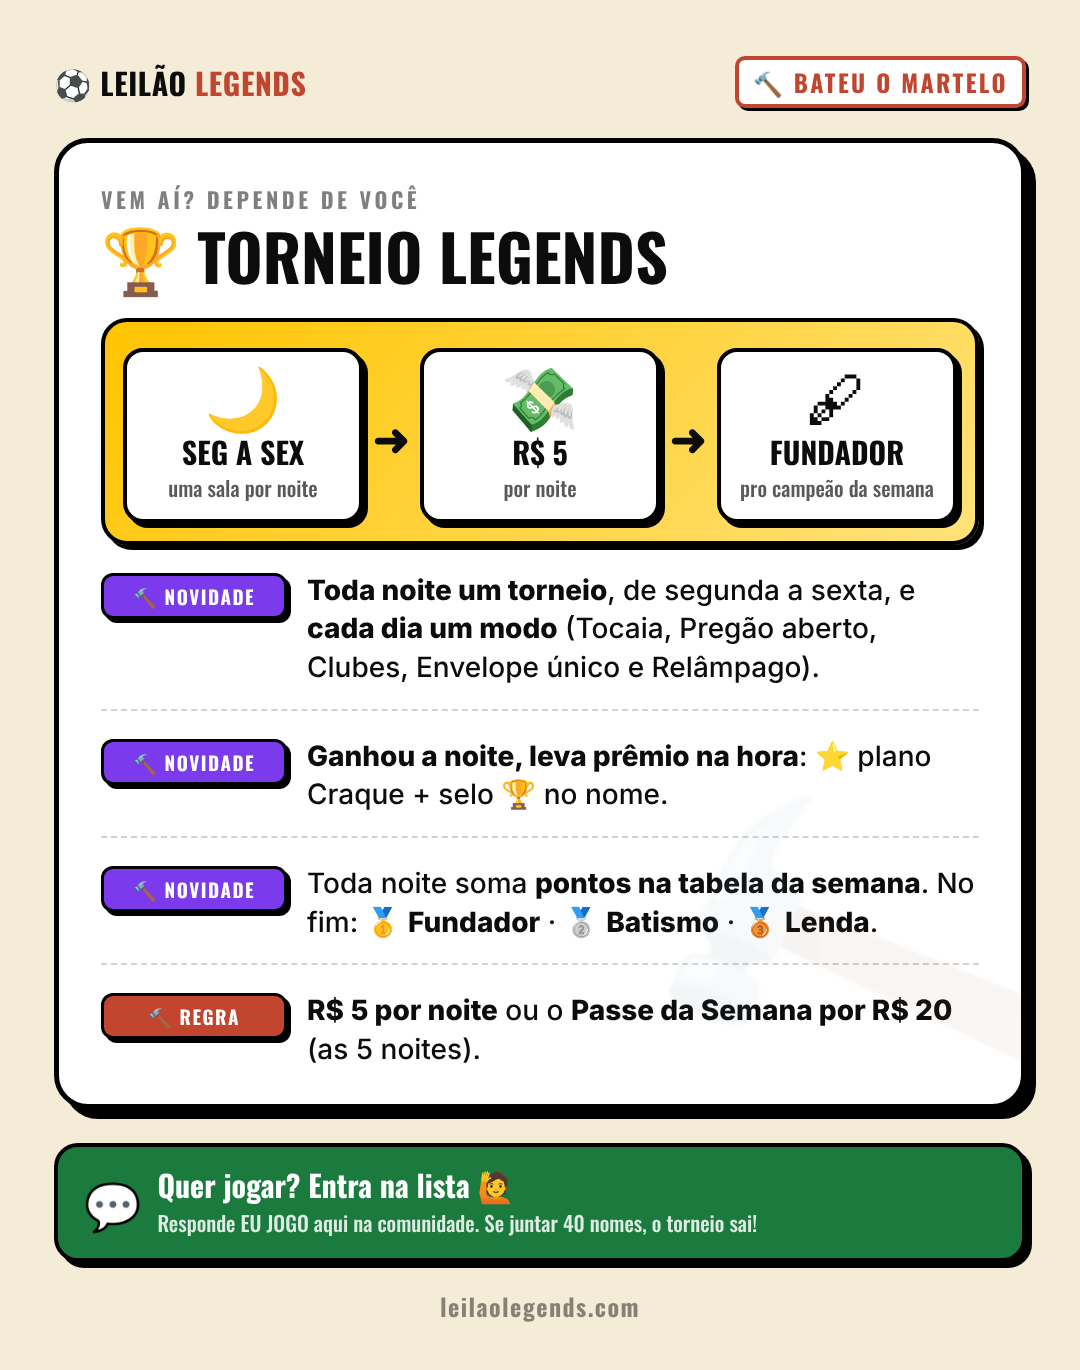 LEILÃO LEGENDS
BATEU O MARTELO
VEM AÍ? DEPENDE DE VOCÊ
TORNEIO LEGENDS
SEG A SEX
uma sala por noite
R$ 5
por noite
FUNDADOR
pro campeão da semana
NOVIDADE
Toda noite um torneio, de segunda a sexta, e
cada dia um modo (Tocaia, Pregão aberto,
Clubes, Envelope único e Relâmpago).
NOVIDADE
Ganhou a noite, leva prêmio na hora: ⭐ plano
Craque + selo 🏆 no nome.
NOVIDADE
Toda noite soma pontos na tabela da semana. No
fim: 🥇 Fundador · 🥈 Batismo · 🥉 Lenda.
REGRA
R$ 5 por noite ou o Passe da Semana por R$ 20
(as 5 noites).
Quer jogar? Entra na lista 🙋
Responde EU JOGO aqui na comunidade. Se juntar 40 nomes, o torneio sai!
leilaolegends.com